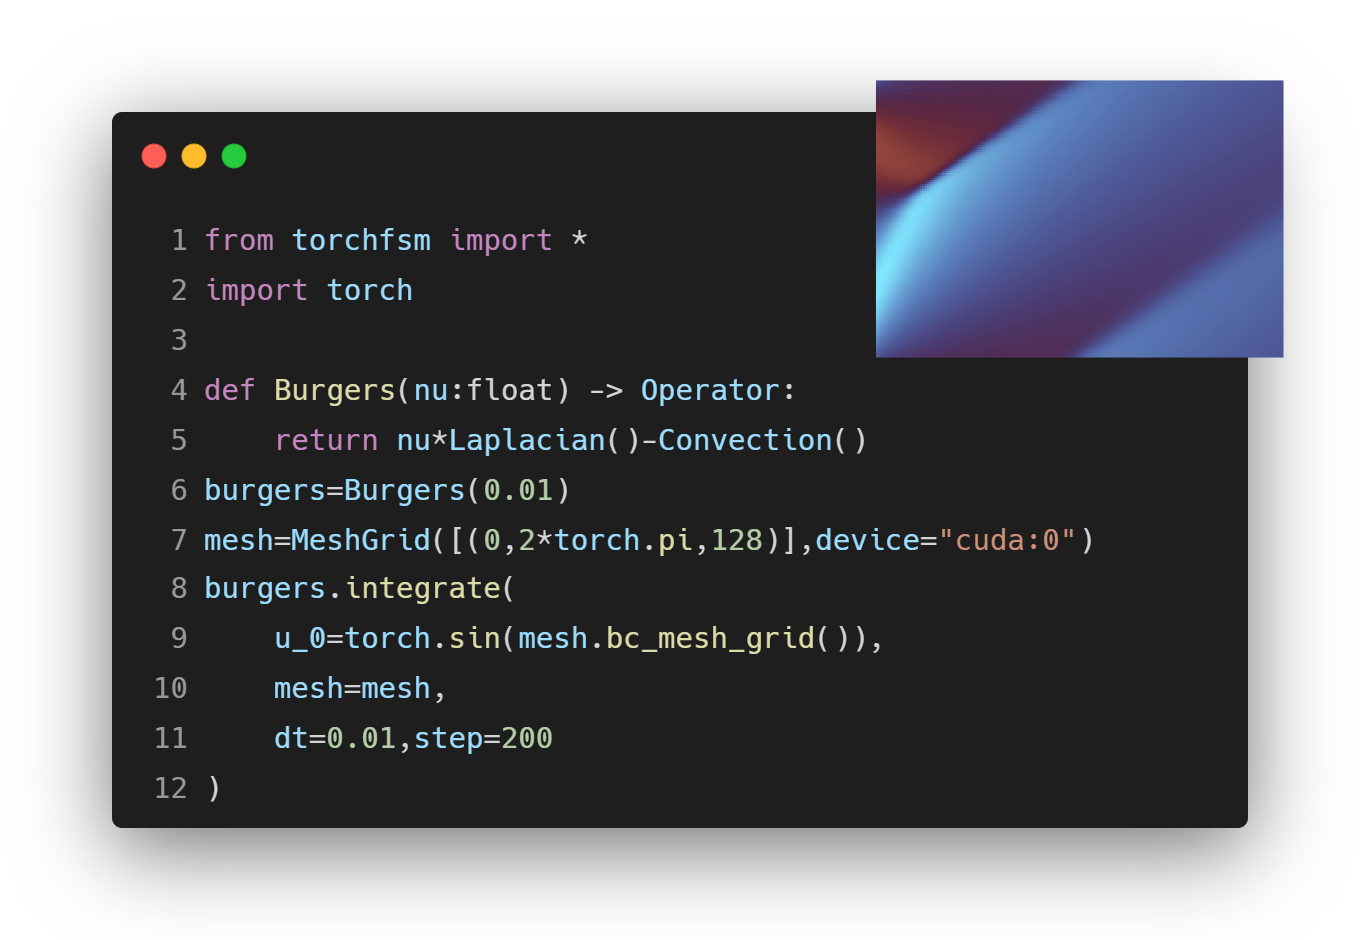 1 from torchfsm import *
2 import torch
3
4 def Burgers(nu:float) -> Operator:
5     return nu*Laplacian()-Convection()
6 burgers=Burgers(0.01)
7 mesh=MeshGrid([(0,2*torch.pi,128)],device="cuda:0")
8 burgers.integrate(
9     u_0=torch.sin(mesh.bc_mesh_grid()),
10     mesh=mesh,
11     dt=0.01,step=200
12 )